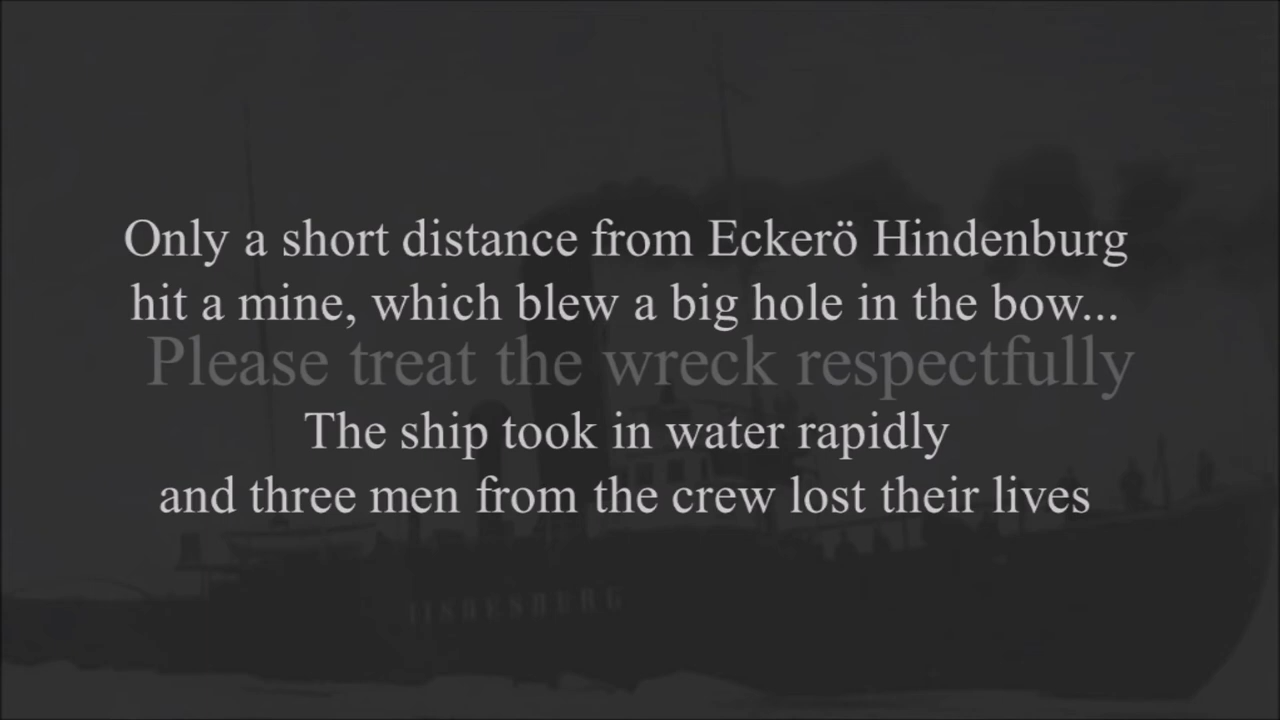 Only a short distance from Eckerö Hindenburg
hit a mine, which blew a big hole in the bow...
Please treat the wreck respectfully
The ship took in water rapidly
and three men from the crew lost their lives